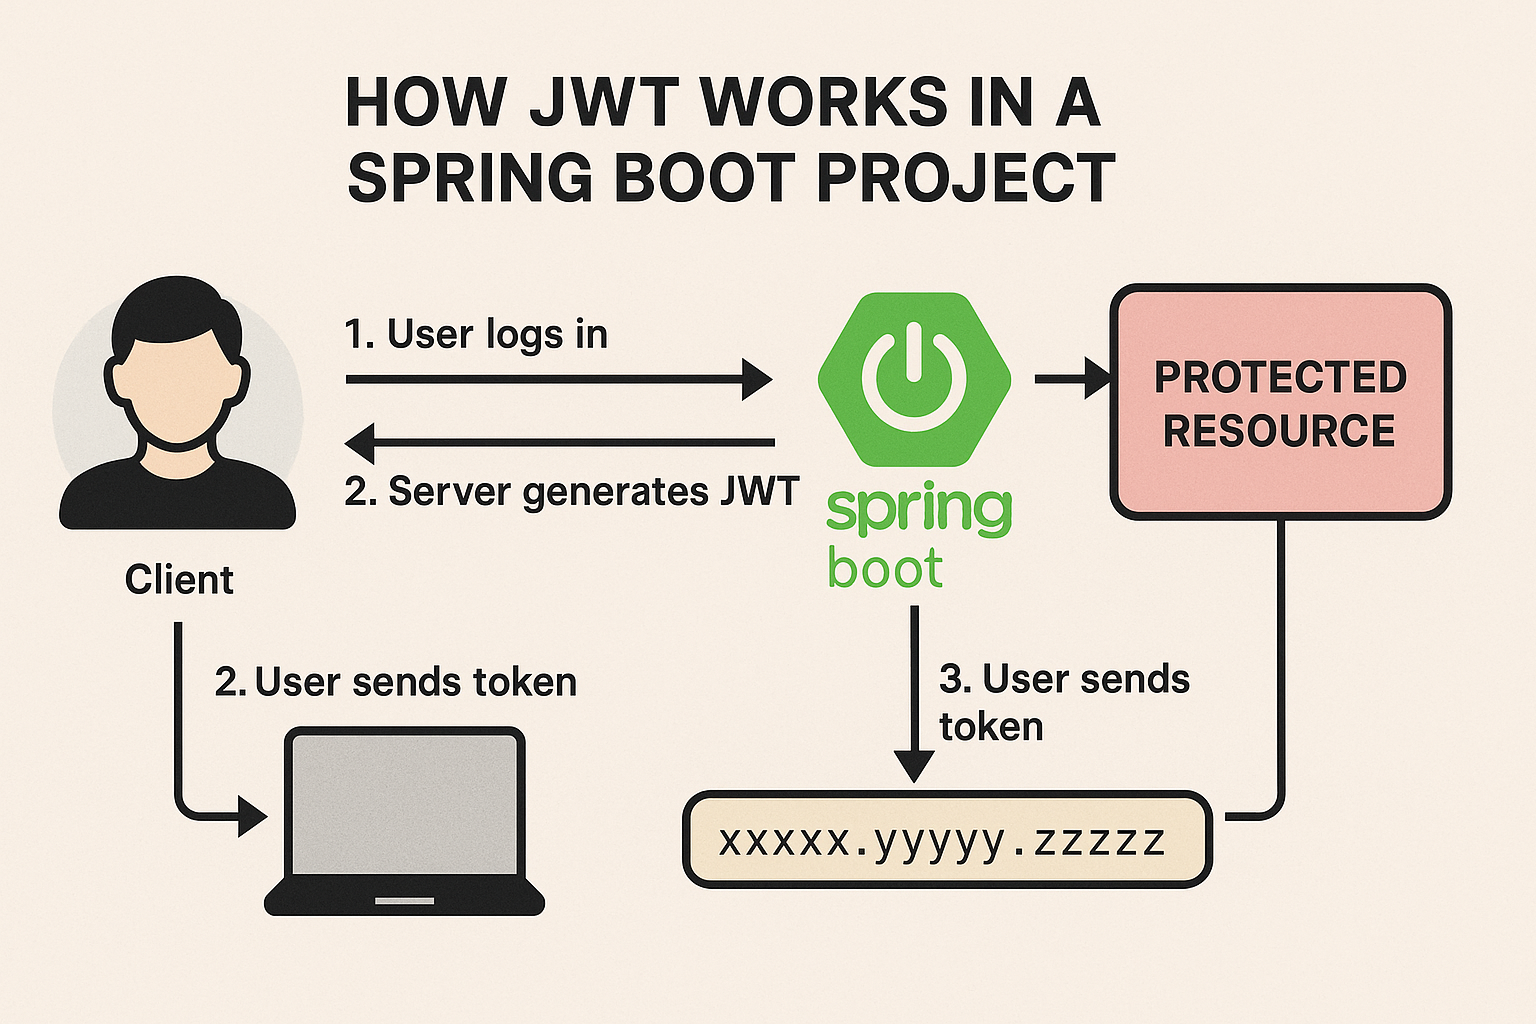 HOW JWT WORKS IN A
SPRING BOOT PROJECT
1. User logs in
2. Server generates JWT
spring
boot
PROTECTED
RESOURCE
Client
2. User sends token
3. User sends
token
xxxxx.yyyyy.zzzzz